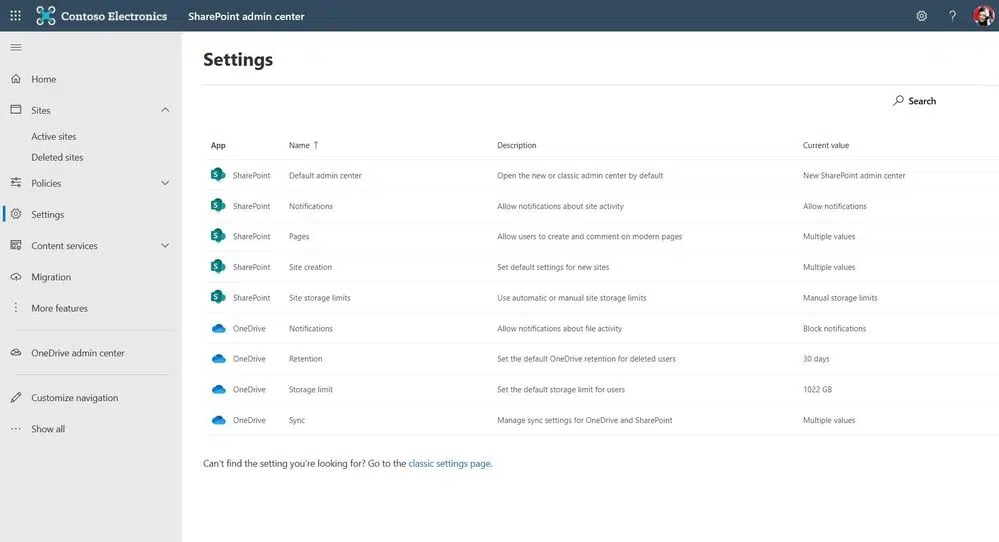 Contoso Electronics SharePoint admin center ?
Settings
Search
Home
Sites
Active sites
Deleted sites
Policies
Settings
Content services
Migration
More features
OneDrive admin center
Customize navigation
Show all
App Name ↑ Description Current value
SharePoint Default admin center Open the new or classic admin center by default New SharePoint admin center
SharePoint Notifications Allow notifications about site activity Allow notifications
SharePoint Pages Allow users to create and comment on modern pages Multiple values
SharePoint Site creation Set default settings for new sites Multiple values
SharePoint Site storage limits Use automatic or manual site storage limits Manual storage limits
OneDrive Notifications Allow notifications about file activity Block notifications
OneDrive Retention Set the default OneDrive retention for deleted users 30 days
OneDrive Storage limit Set the default storage limit for users 1022 GB
OneDrive Sync Manage sync settings for OneDrive and SharePoint Multiple values
Can't find the setting you're looking for? Go to the classic settings page.